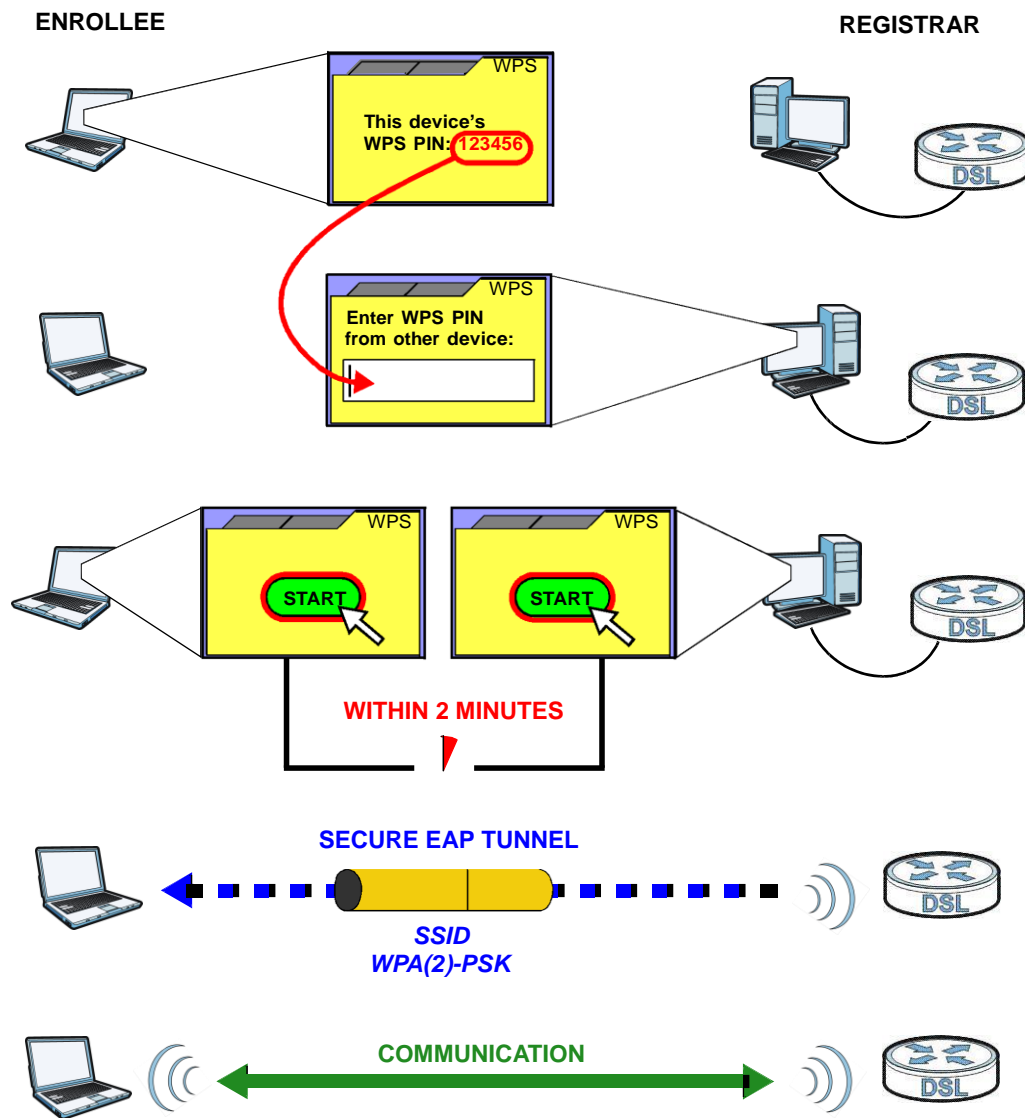 ENROLLEE
REGISTRAR
WPS
This device's
WPS PIN: 123456
DSL
WPS
Enter WPS PIN
from other device:
DSL
WPS
START
WPS
START
DSL
WITHIN 2 MINUTES
SECURE EAP TUNNEL
DSL
SSID
WPA(2)-PSK
COMMUNICATION
DSL